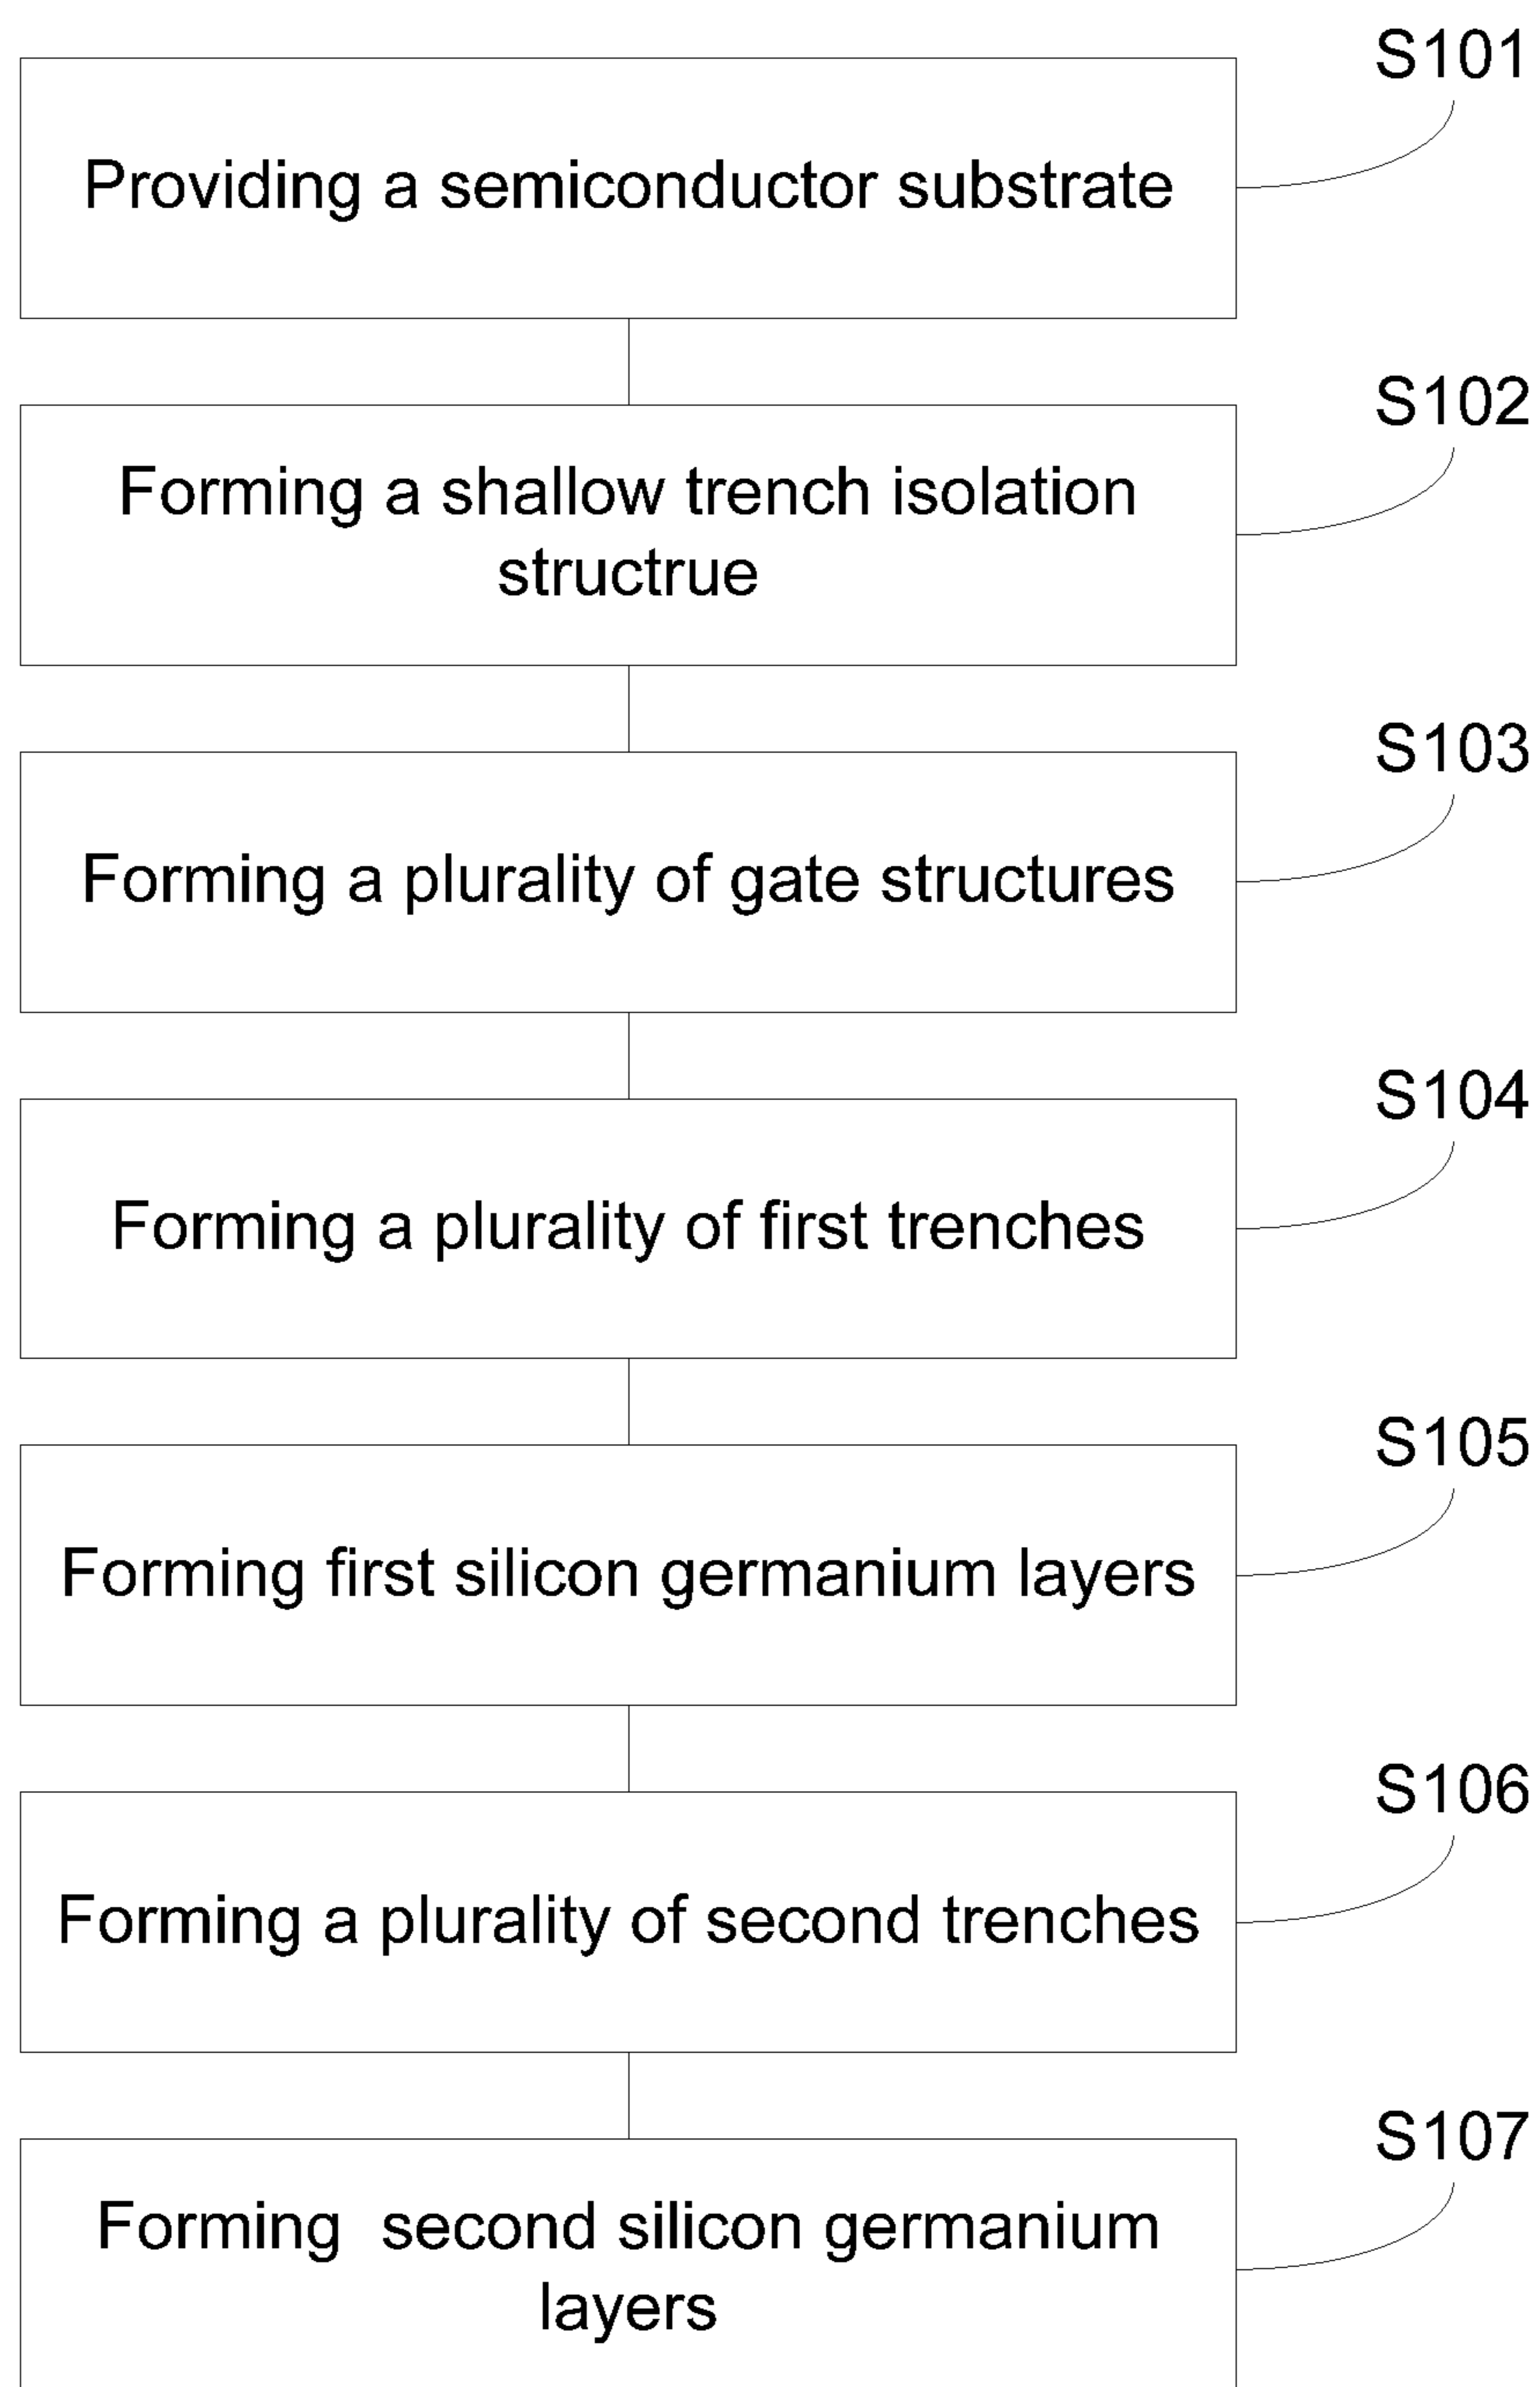 S101
Providing a semiconductor substrate
S102
Forming a shallow trench isolation
structrue
S103
Forming a plurality of gate structures
S104
Forming a plurality of first trenches
S105
Forming first silicon germanium layers
S106
Forming a plurality of second trenches
S107
Forming second silicon germanium
layers